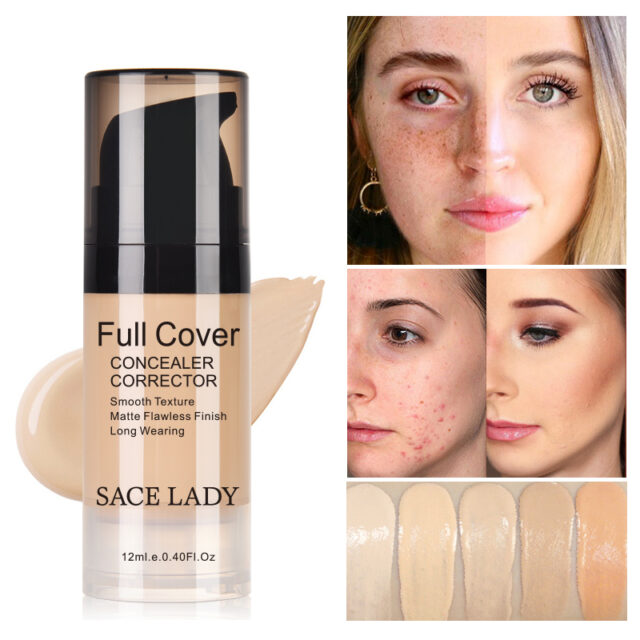 Full Cover
CONCEALER
CORRECTOR
Smooth Texture
Matte Flawless Finish
Long Wearing
SACE LADY
12ml.e.0.40Fl.Oz